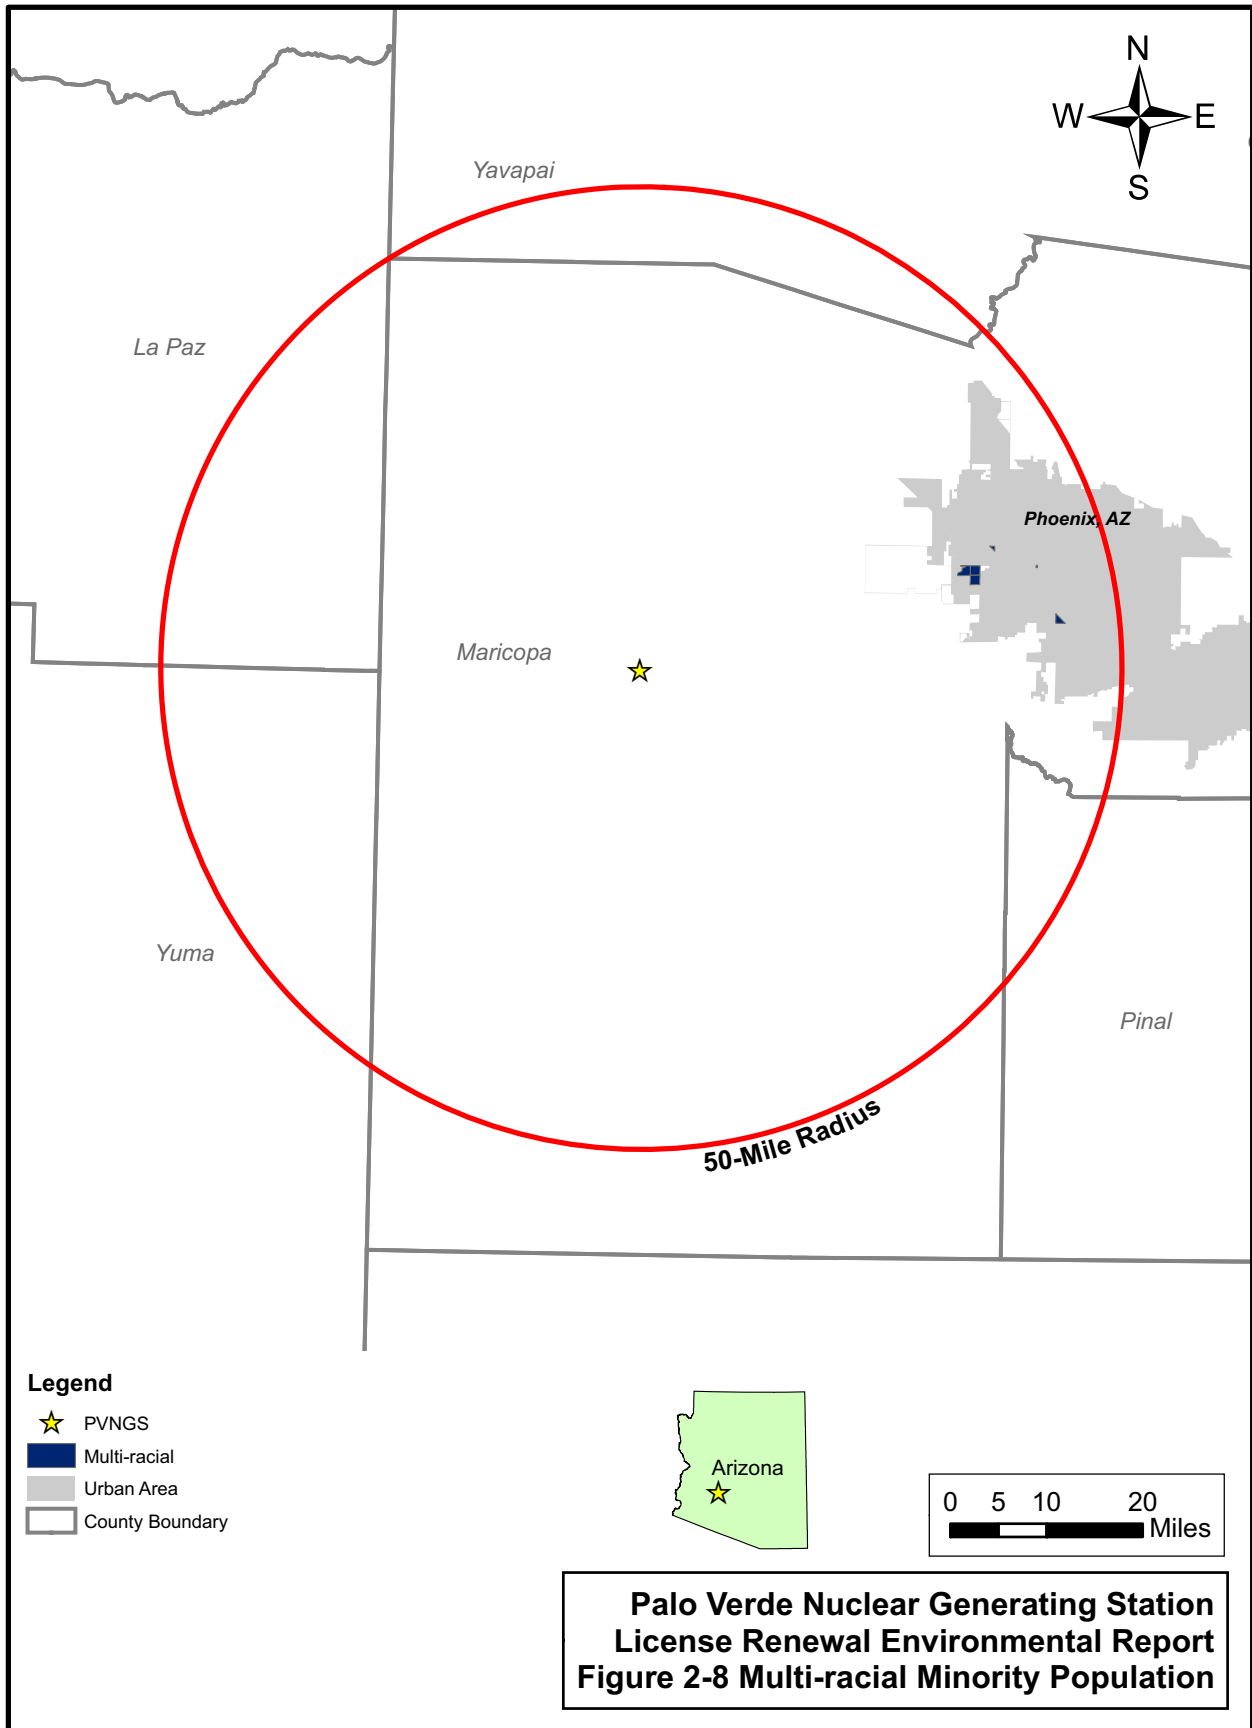 N
W E
S
Yavapai
La Paz
Phoenix, AZ
Maricopa
Yuma
Pinal
50-Mile Radius
Legend
PVNGS
Multi-racial
Urban Area
County Boundary
Arizona
0 5 10 20
Miles
Palo Verde Nuclear Generating Station
License Renewal Environmental Report
Figure 2-8 Multi-racial Minority Population